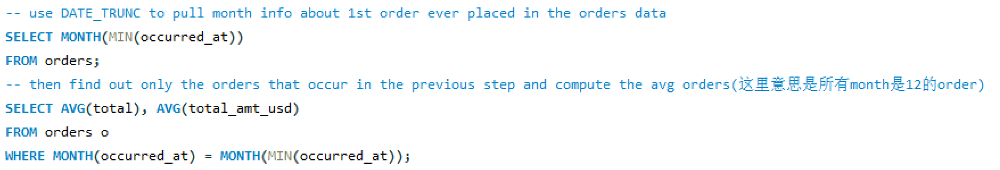 -- use DATE_TRUNC to pull month info about 1st order ever placed in the orders data
SELECT MONTH(MIN(occurred_at))
FROM orders;
-- then find out only the orders that occur in the previous step and compute the avg orders(这里意思是所有month是12的order)
SELECT AVG(total), AVG(total_amt_usd)
FROM orders o
WHERE MONTH(occurred_at) = MONTH(MIN(occurred_at));